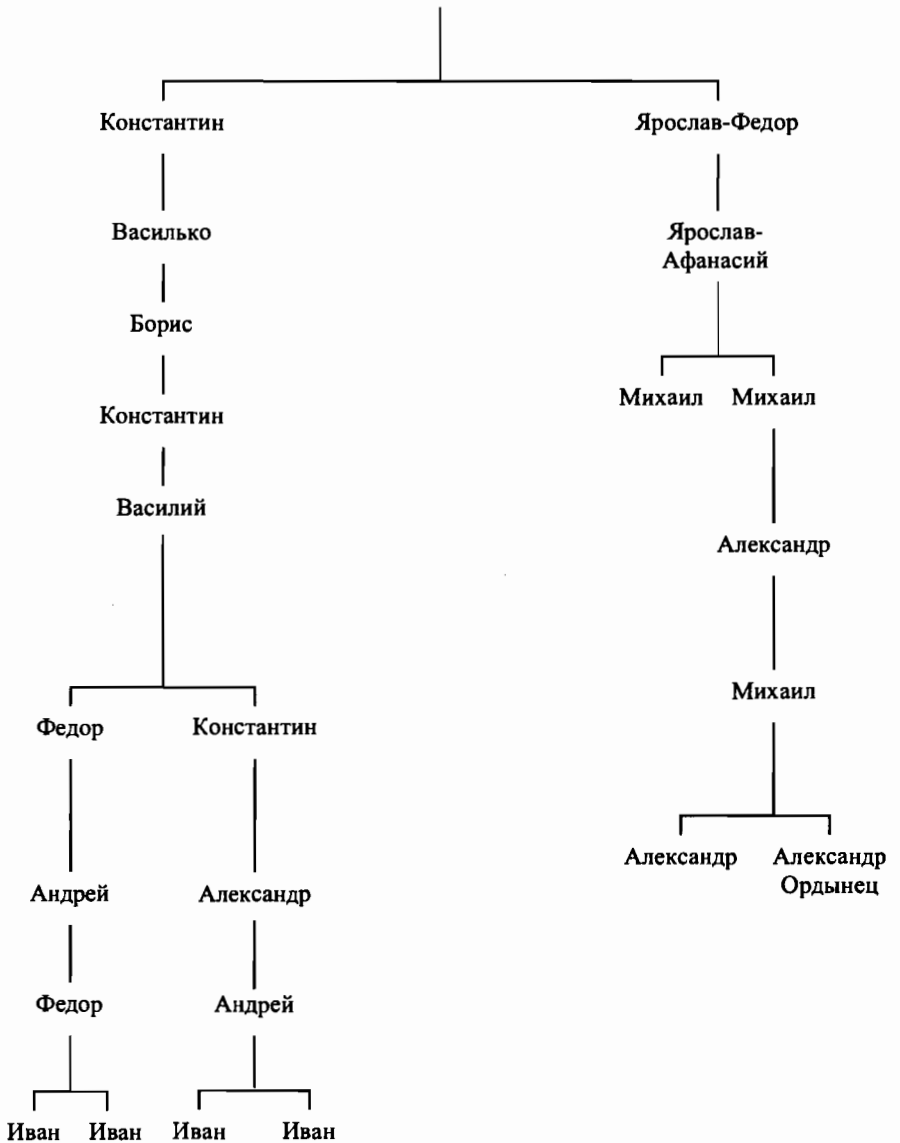 Константин
Ярослав-Федор
Василько
Ярослав-
Афанасий
Борис
Михаил
Михаил
Константин
Василий
Александр
Михаил
Федор
Константин
Александр
Александр
Ордынец
Андрей
Александр
Федор
Андрей
Иван
Иван
Иван
Иван